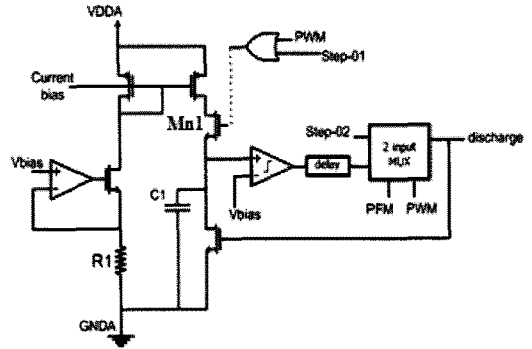 VDDA
PWM
Step-01
Current
bias
Mn1
Step-02
2 input
MUX
discharge
delay
Vbias
C1
Vbias
PFM
PWM
R1
GNDA